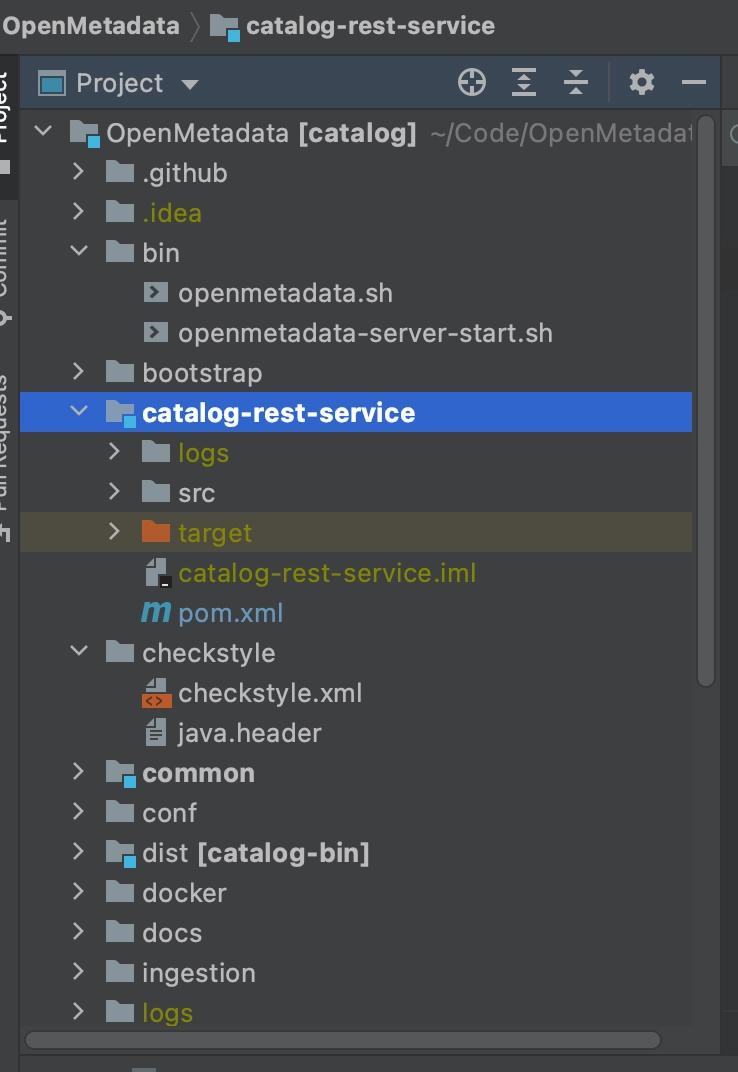 OpenMetadata catalog-rest-service
Project
OpenMetadata [catalog] ~/Code/OpenMetadat
.github
.idea
bin
openmetadata.sh
openmetadata-server-start.sh
bootstrap
catalog-rest-service
logs
src
target
catalog-rest-service.iml
pom.xml
checkstyle
checkstyle.xml
java.header
common
conf
dist [catalog-bin]
docker
docs
ingestion
logs
Project
Commit
Pull Requests